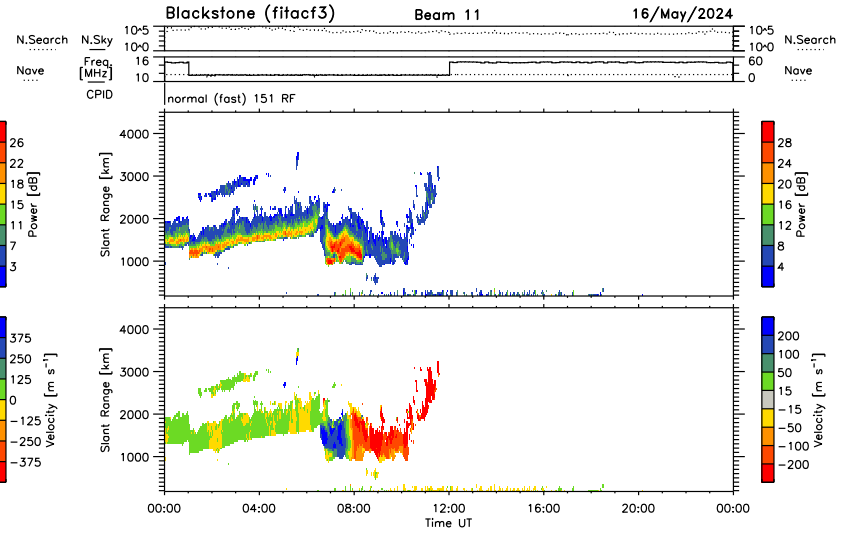 Blackstone (fitacf3) Beam 11 16/May/2024
N.Search N.Sky 10^5 10^0 10^5 10^0 N.Search
Nave Freq. [MHz] 16 10 60 0 Nave
CPID normal (fast) 151 RF
Power [dB] 26 22 18 15 11 7 3
Slant Range [km] 4000 3000 2000 1000
Power [dB] 28 24 20 16 12 8 4
Velocity [m s⁻¹] 375 250 125 0 −125 −250 −375
Slant Range [km] 4000 3000 2000 1000
Velocity [m s⁻¹] 200 100 50 15 −15 −50 −100 −200
00:00 04:00 08:00 12:00 16:00 20:00 00:00
Time UT